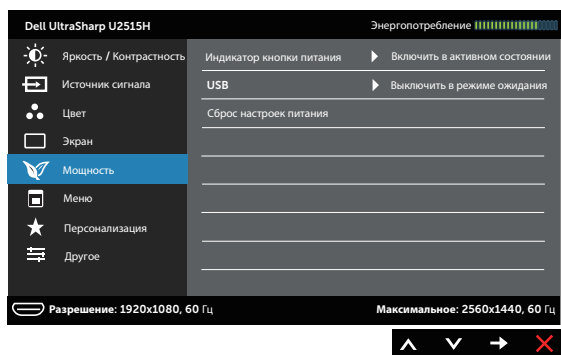 Dell UltraSharp U2515H Энергопотребление
Яркость / Контрастность Индикатор кнопки питания Включить в активном состоянии
Источник сигнала USB Выключить в режиме ожидания
Цвет Сброс настроек питания
Экран
Мощность
Меню
Персонализация
Другое
Разрешение: 1920x1080, 60 Гц Максимальное: 2560x1440, 60 Гц